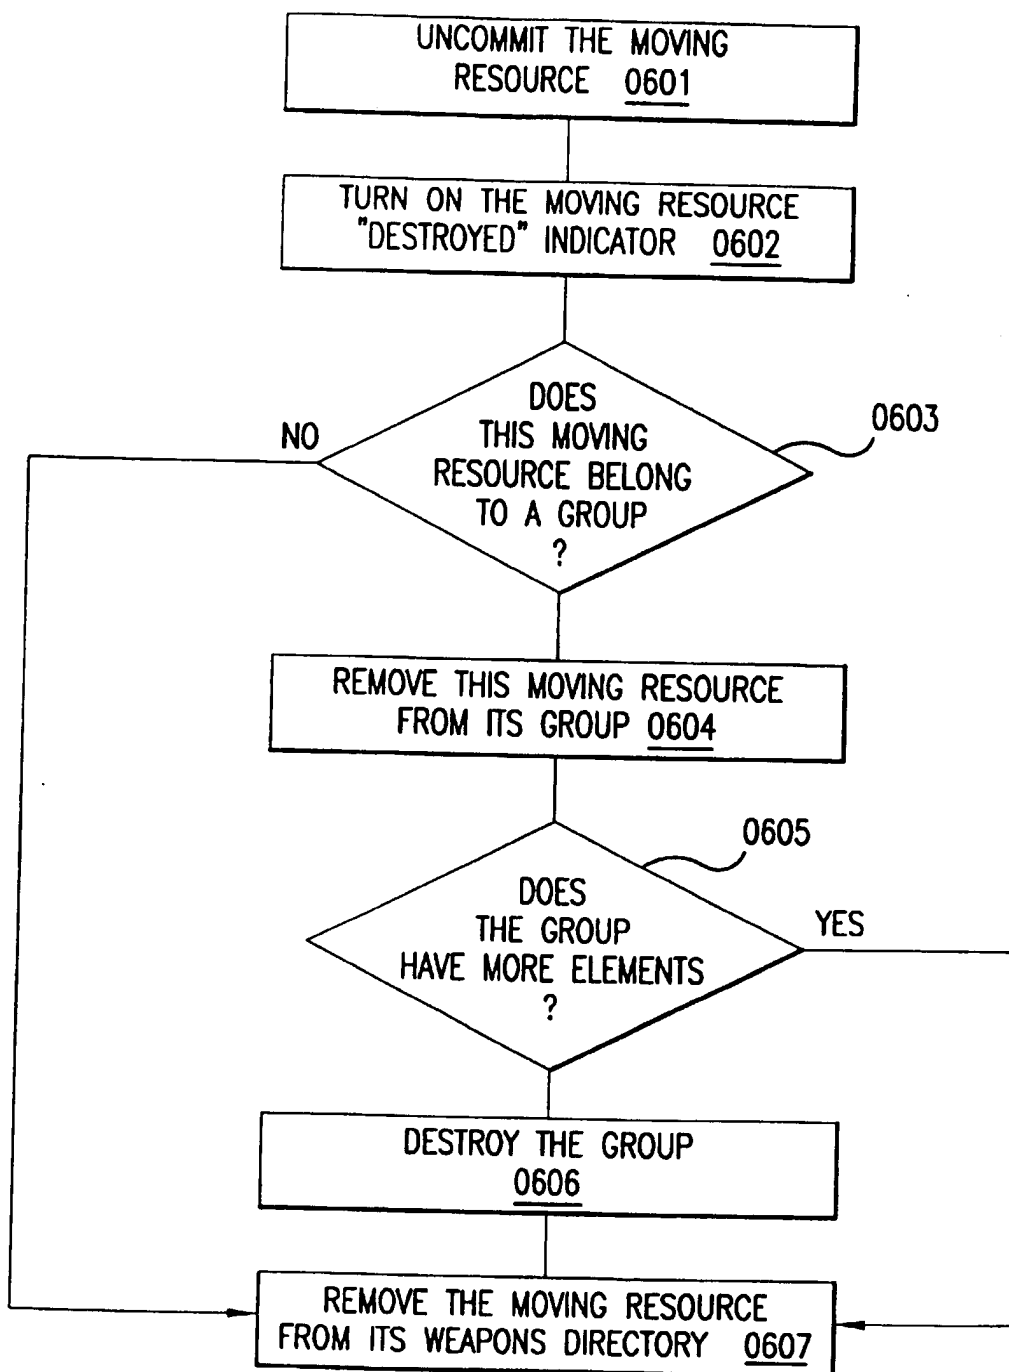 UNCOMMIT THE MOVING
RESOURCE 0601
TURN ON THE MOVING RESOURCE
"DESTROYED" INDICATOR 0602
DOES
THIS MOVING
RESOURCE BELONG
TO A GROUP
?
0603
NO
REMOVE THIS MOVING RESOURCE
FROM ITS GROUP 0604
0605
DOES
THE GROUP
HAVE MORE ELEMENTS
?
YES
DESTROY THE GROUP
0606
REMOVE THE MOVING RESOURCE
FROM ITS WEAPONS DIRECTORY 0607